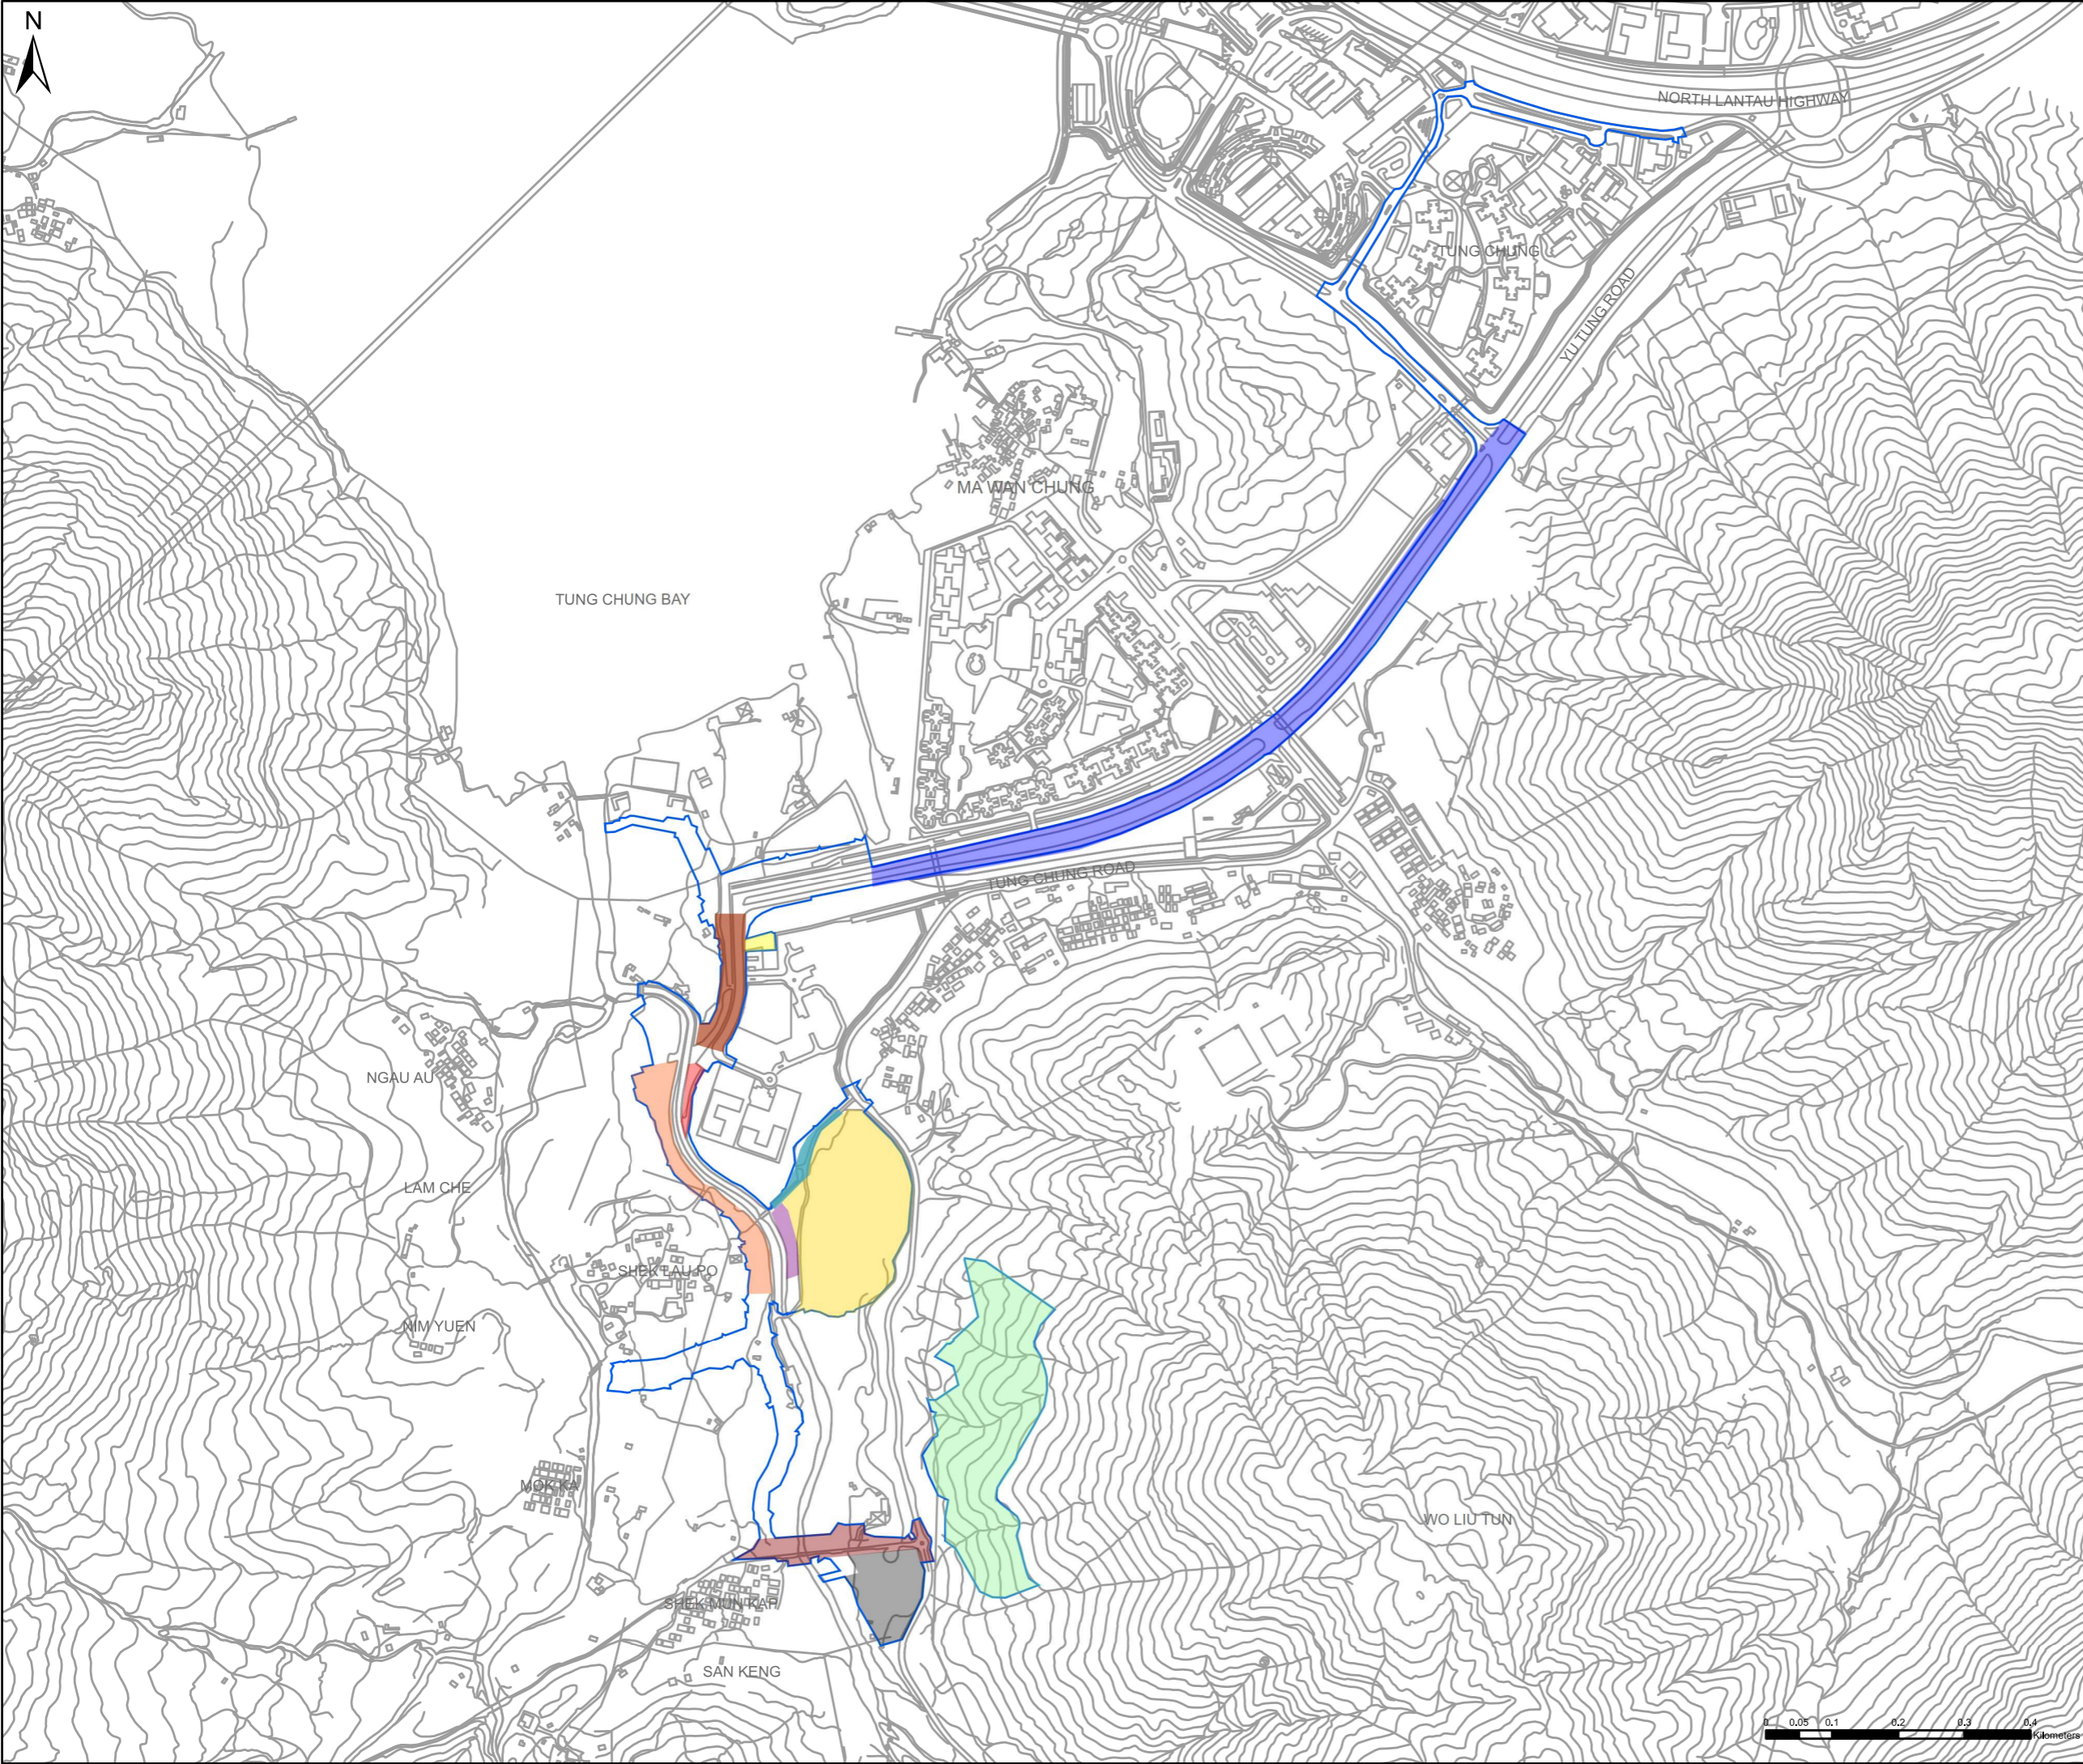 N
NORTH LANTAU HIGHWAY
TUNG CHUNG
YU TUNG ROAD
MA WAN CHUNG
TUNG CHUNG BAY
TUNG CHUNG ROAD
NGAU AU
LAM CHE
SHEK LAU PO
NIM YUEN
MOK KA
WO LIU TUN
SHEK MUN KAP
SAN KENG
0 0.05 0.1 0.2 0.3 0.4
Kilometers